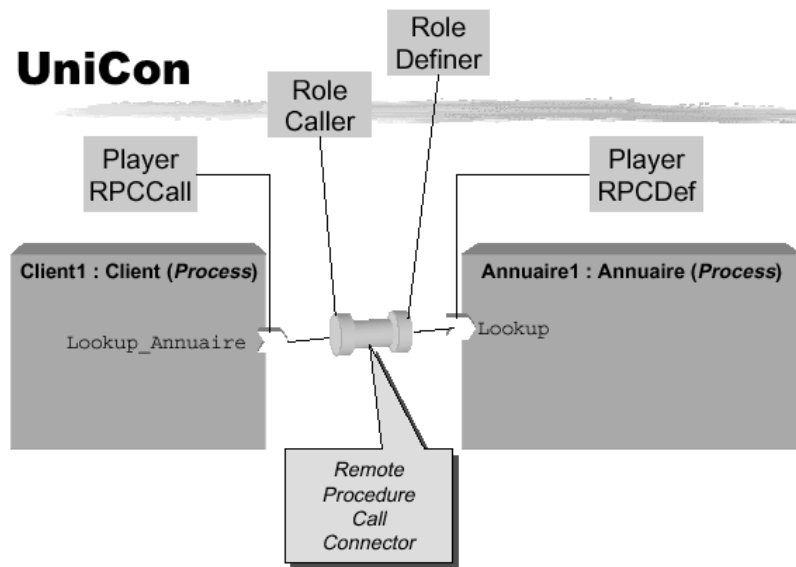 UniCon
Role
Definer
Role
Caller
Player
RPCCall
Player
RPCDef
Client1 : Client (Process)
Annuaire1 : Annuaire (Process)
Lookup_Annuaire
Lookup
Remote
Procedure
Call
Connector